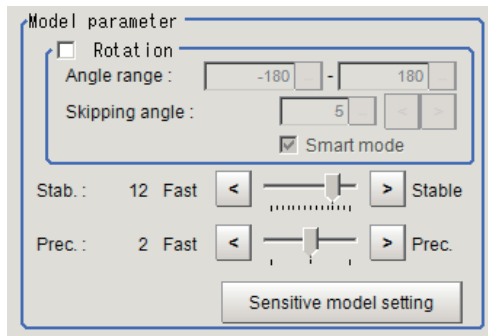 Model parameter
Rotation
Angle range : -180 ... - 180 ...
Skipping angle : 5 ... < >
Smart mode
Stab. : 12 Fast < > Stable
Prec. : 2 Fast < > Prec.
Sensitive model setting